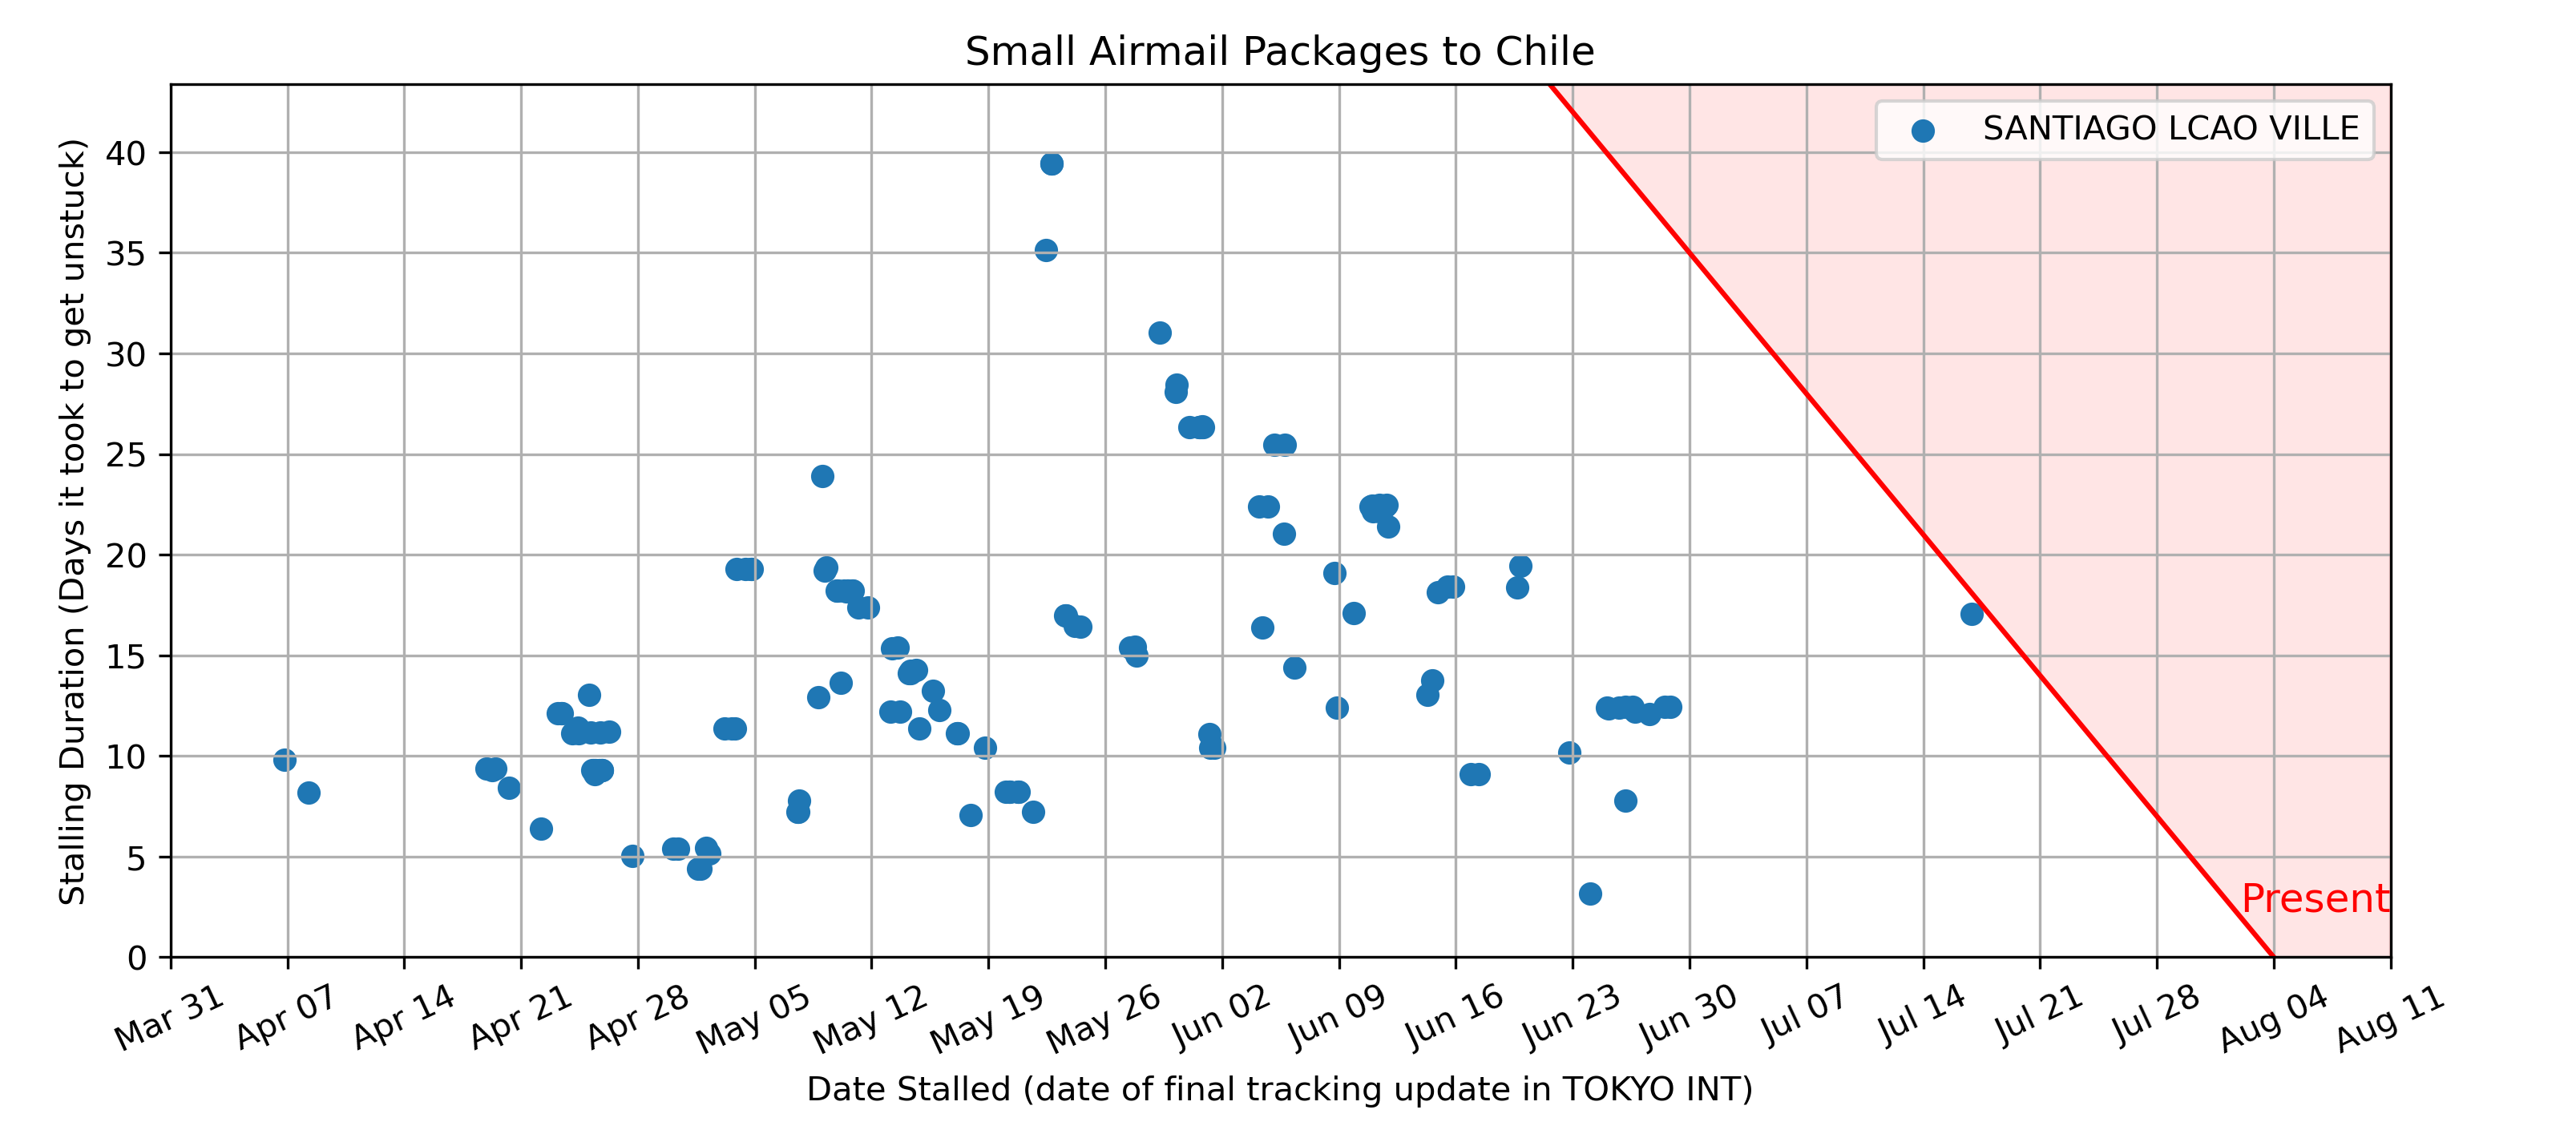 Small Airmail Packages to Chile
SANTIAGO LCAO VILLE
Stalling Duration (Days it took to get unstuck)
40
35
30
25
20
15
10
5
0
Present
Mar 31 Apr 07 Apr 14 Apr 21 Apr 28 May 05 May 12 May 19 May 26 Jun 02 Jun 09 Jun 16 Jun 23 Jun 30 Jul 07 Jul 14 Jul 21 Jul 28 Aug 04 Aug 11
Date Stalled (date of final tracking update in TOKYO INT)